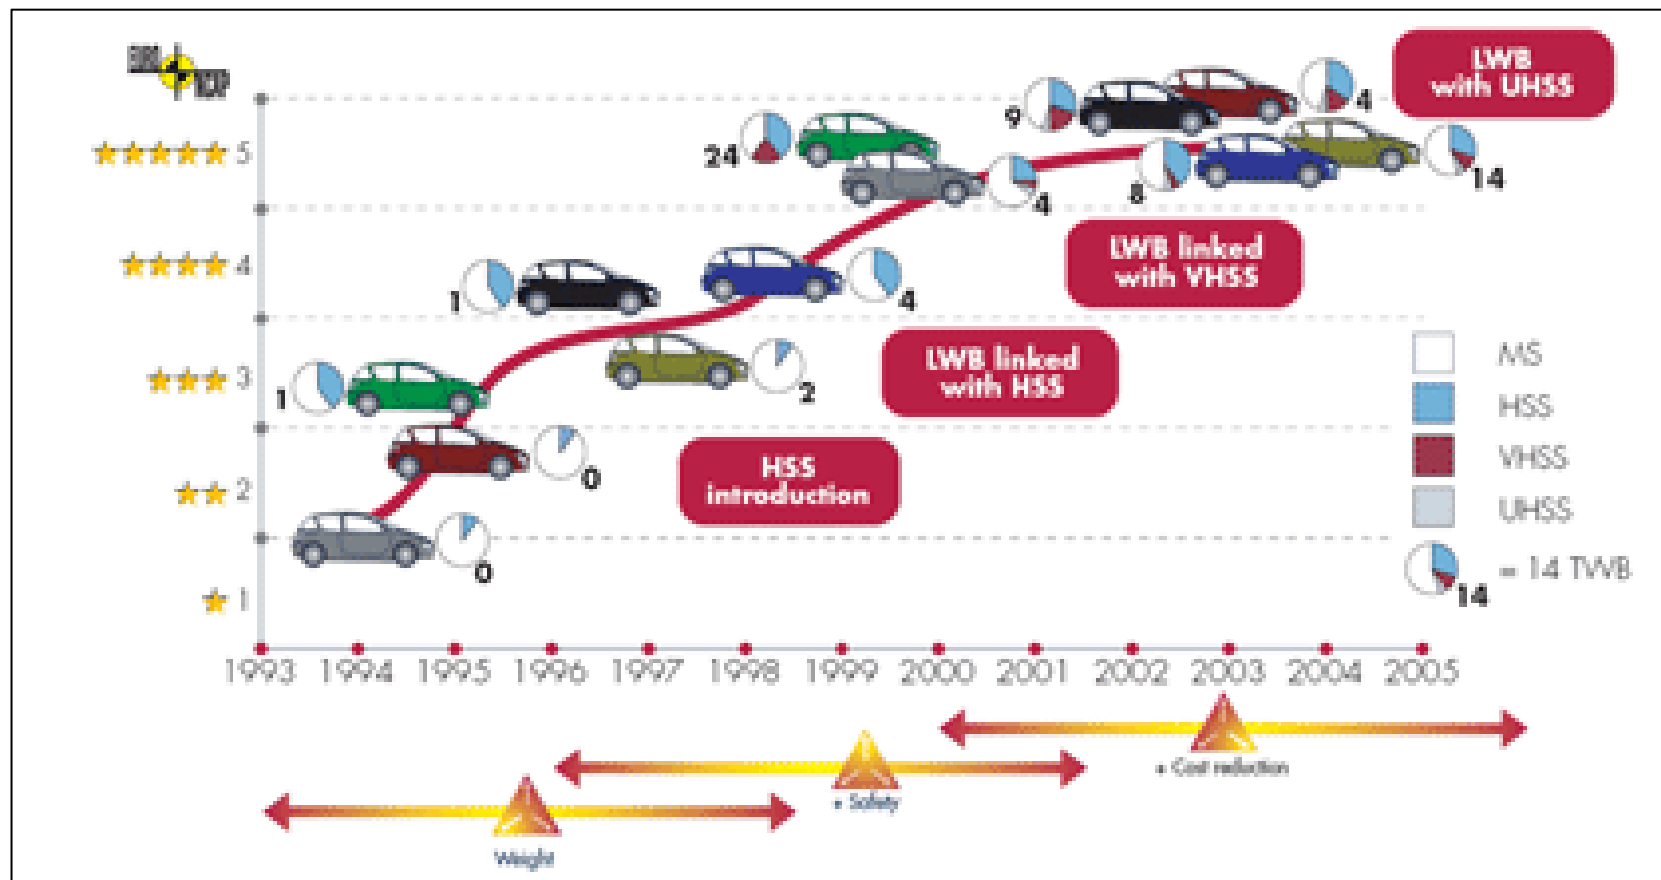 EURO
NCAP
LWB
with UHSS
9
4
24
5
4
8
14
LWB linked
with VHSS
4
1
4
MS
LWB linked
with HSS
3
1
2
HSS
VHSS
HSS
introduction
0
2
UHSS
0
= 14 TWB
14
1
1993 1994 1995 1996 1997 1998 1999 2000 2001 2002 2003 2004 2005
+ Cost reduction
+ Safety
Weight